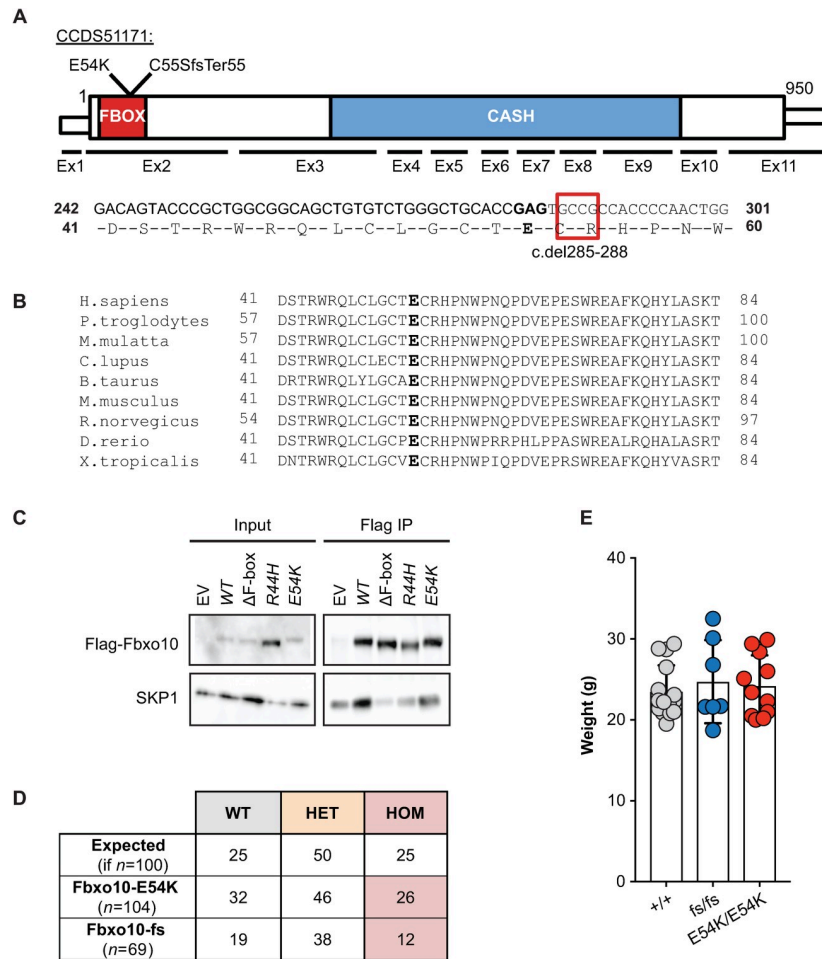 A
CCDS51171:
E54K C55SfsTer55
1 950
FBOX CASH
Ex1 Ex2 Ex3 Ex4 Ex5 Ex6 Ex7 Ex8 Ex9 Ex10 Ex11
242 GACAGTACCCGCTGGCGGCAGCTGTGTCTGGGCTGCACCGAGTGCCGCCACCCCAACTGG 301
41 -D--S--T--R--W--R--Q--L--C--L--G--C--T--E--C--R--H--P--N--W- 60
c.del285-288
B
H.sapiens 41 DSTRWRQLCLGCTECRHPNWPNQPDVEPESWREAFKQHYLASKT 84
P.troglodytes 57 DSTRWRQLCLGCTECRHPNWPNQPDVEPESWREAFKQHYLASKT 100
M.mulatta 57 DSTRWRQLCLGCTECRHPNWPNQPDVEPESWREAFKQHYLASKT 100
C.lupus 41 DSTRWRQLCLECTECRHPNWPNQPDVEPESWREAFKQHYLASKT 84
B.taurus 41 DRTRWRQLYLGCAECRHPNWPNQPDVEPESWREAFKQHYLASKT 84
M.musculus 41 DSTRWRQLCLGCTECRHPNWPNQPDVEPESWREAFKQHYLASKT 84
R.norvegicus 54 DSTRWRQLCLGCTECRHPNWPNQPDVEPESWREAFKQHYLASKT 97
D.rerio 41 DSTRWRQLCLGCPECRHPNWPRRPHLPPASWREALRQHALASRT 84
X.tropicalis 41 DNTRWRQLCLGCVECRHPNWPIQPDVEPRSWREAFKQHYVASRT 84
C
Input Flag IP
EV WT ΔF-box R44H E54K EV WT ΔF-box R44H E54K
Flag-Fbxo10
SKP1
D
WT HET HOM
Expected
(if n=100) 25 50 25
Fbxo10-E54K
(n=104) 32 46 26
Fbxo10-fs
(n=69) 19 38 12
E
Weight (g)
40
30
20
10
0
+/+ fs/fs E54K/E54K